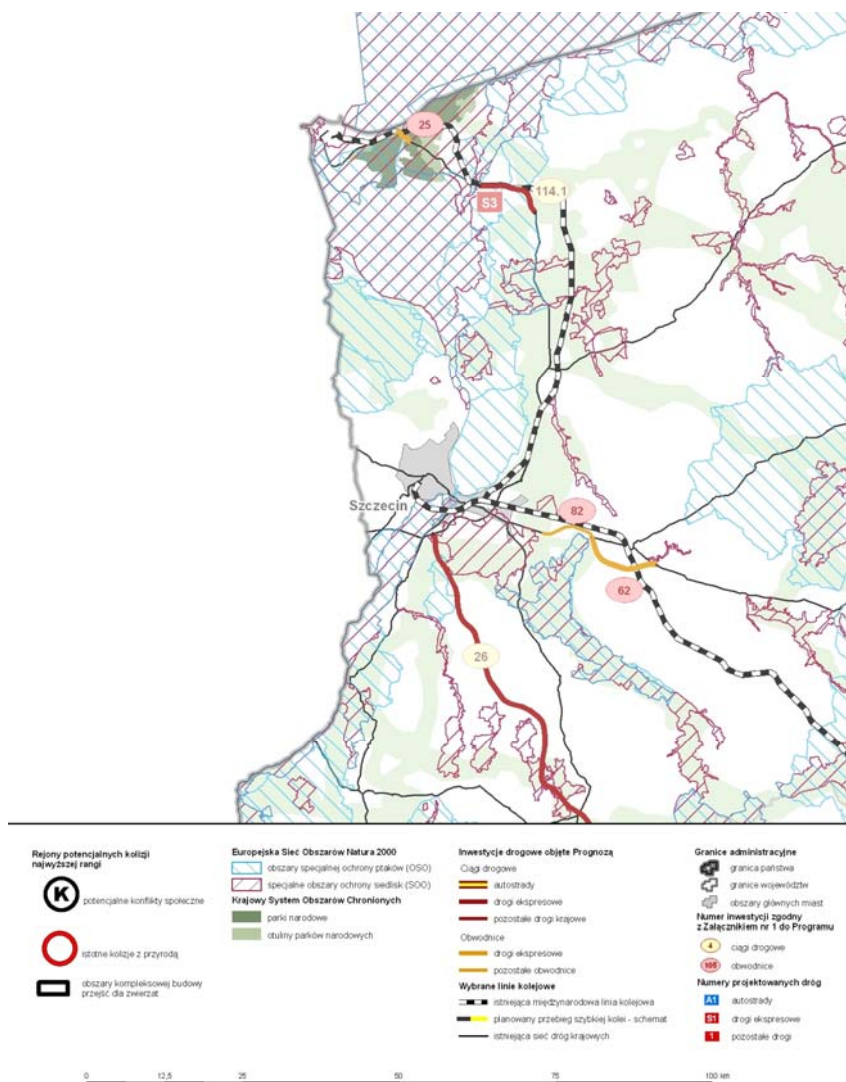 25
114.1
S3
Szczecin
82
62
26
Rejony potencjalnych kolizji
najwyższej rangi
K
potencjalne konflikty społeczne
istotne kolizje z przyrodą
obszary kompleksowej budowy
przejść dla zwierzat
Europejska Sieć Obszarów Natura 2000
obszary specjalnej ochrony ptaków (OSO)
specjalne obszary ochrony siedlisk (SOO)
Krajowy System Obszarów Chronionych
parki narodowe
otuliny parków narodowych
Inwestycje drogowe objęte Prognozą
Ciągi drogowe
autostrady
drogi ekspresowe
pozostałe drogi krajowe
Obwodnice
drogi ekspresowe
pozostałe obwodnice
Wybrane linie kolejowe
istniejąca międzynarodowa linia kolejowa
planowany przebieg szybkiej kolei - schemat
istniejąca sieć dróg krajowych
Granice administracyjne
granica państwa
granice województw
obszary głównych miast
Numer inwestycji zgodny
z Załącznikiem nr 1 do Programu
4
ciągi drogowe
105
obwodnice
Numery projektowanych dróg
A1
autostrady
S1
drogi ekspresowe
1
pozostałe drogi
0
12,5
25
50
75
100 km